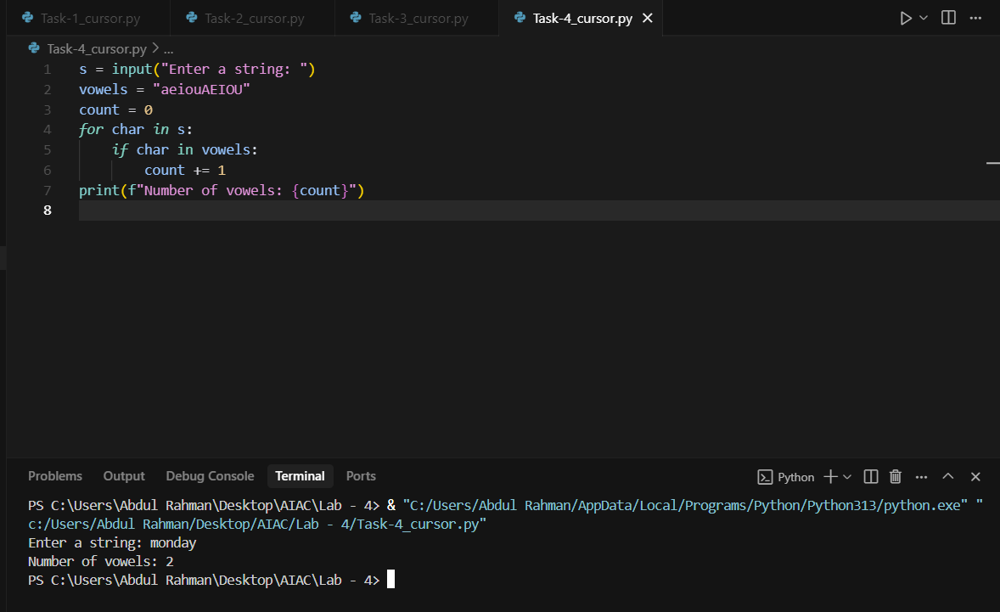 Task-1_cursor.py Task-2_cursor.py Task-3_cursor.py Task-4_cursor.py
Task-4_cursor.py > ...
1 s = input("Enter a string: ")
2 vowels = "aeiouAEIOU"
3 count = 0
4 for char in s:
5     if char in vowels:
6         count += 1
7 print(f"Number of vowels: {count}")
8
Problems Output Debug Console Terminal Ports Python
PS C:\Users\Abdul Rahman\Desktop\AIAC\Lab - 4> & "C:/Users/Abdul Rahman/AppData/Local/Programs/Python/Python313/python.exe" "
c:/Users/Abdul Rahman/Desktop/AIAC/Lab - 4/Task-4_cursor.py"
Enter a string: monday
Number of vowels: 2
PS C:\Users\Abdul Rahman\Desktop\AIAC\Lab - 4>